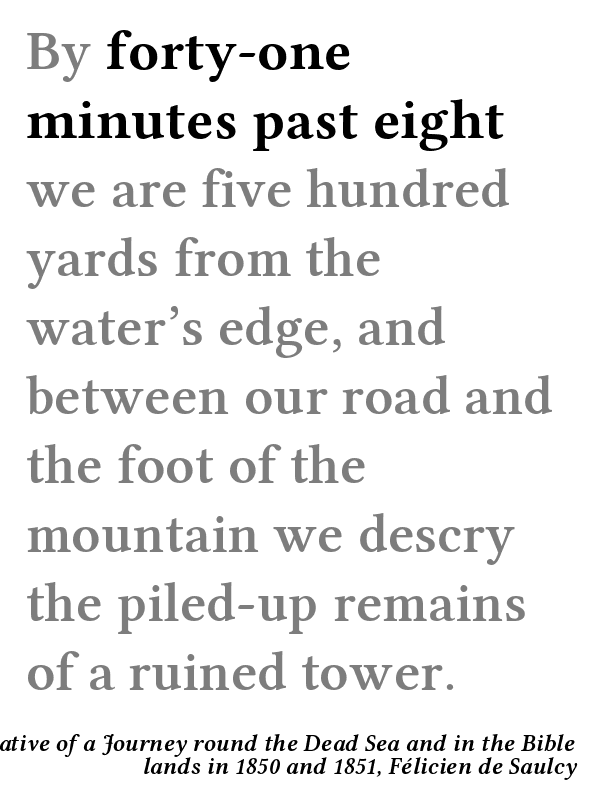 By forty-one
minutes past eight
we are five hundred
yards from the
water’s edge, and
between our road and
the foot of the
mountain we descry
the piled-up remains
of a ruined tower.
of a Journey round the Dead Sea and in the Bible
lands in 1850 and 1851, Félicien de Saulcy